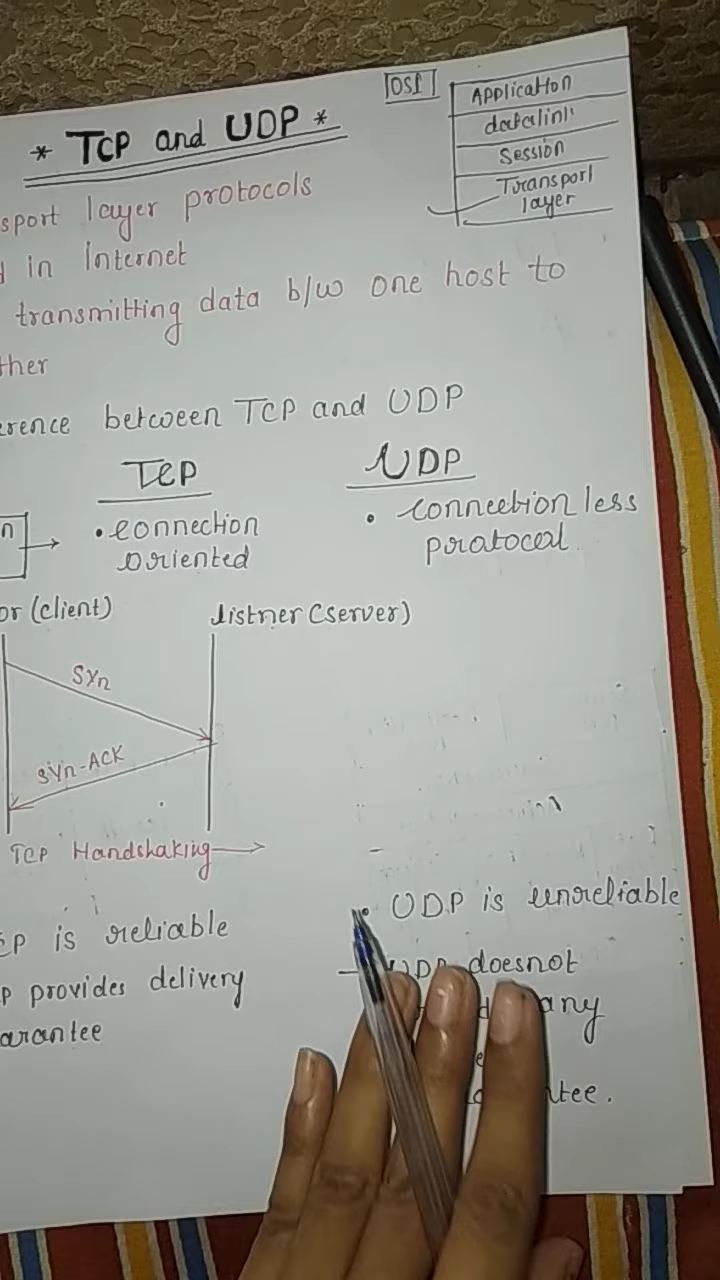 OSI
Application
datalink
Session
Transport
layer
* TCP and UDP *
sport layer protocols
in internet
transmitting data b/w one host to
ther
erence between TCP and UDP
TCP
UDP
n
• connection
oriented
• connection less
protocol
or (client)
listner (server)
SYn
SYn-ACK
TCP Handshaking
CP is reliable
P provides delivery
arantee
• UDP is unreliable
UDP doesnot
any
tee.